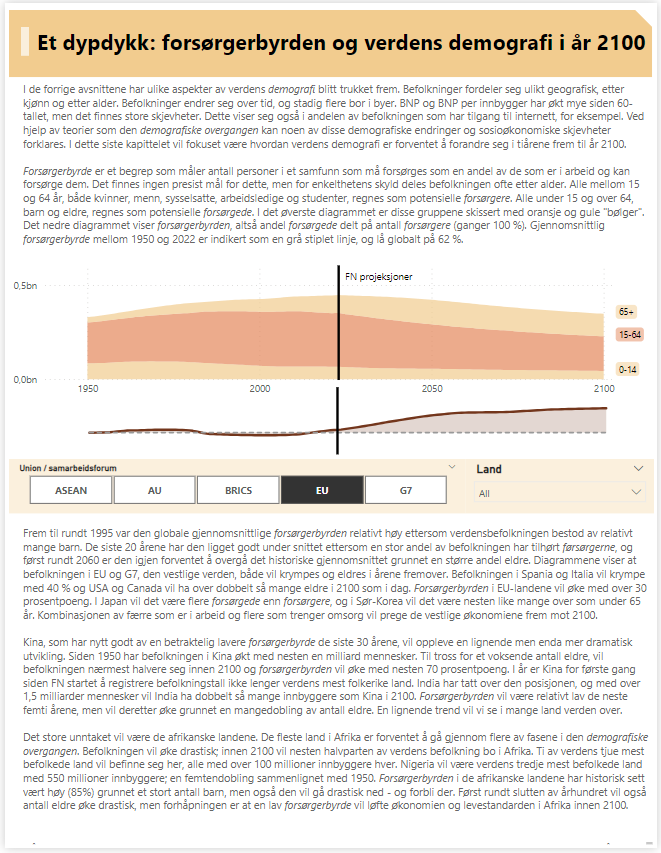 Et dypdykk: forsørgerbyrden og verdens demografi i år 2100
I de forrige avsnittene har ulike aspekter av verdens demografi blitt trukket frem. Befolkninger fordeler seg ulikt geografisk, etter
kjønn og etter alder. Befolkninger endrer seg over tid, og stadig flere bor i byer. BNP og BNP per innbygger har økt mye siden 60-
tallet, men det finnes store skjevheter. Dette viser seg også i andelen av befolkningen som har tilgang til internett, for eksempel. Ved
hjelp av teorier som den demografiske overgangen kan noen av disse demografiske endringer og sosioøkonomiske skjevheter
forklares. I dette siste kapittelet vil fokuset være hvordan verdens demografi er forventet å forandre seg i tiårene frem til år 2100.
Forsørgerbyrde er et begrep som måler antall personer i et samfunn som må forsørges som en andel av de som er i arbeid og kan
forsørge dem. Det finnes ingen presist mål for dette, men for enkelthetens skyld deles befolkningen ofte etter alder. Alle mellom 15
og 64 år, både kvinner, menn, sysselsatte, arbeidsledige og studenter, regnes som potensielle forsørgere. Alle under 15 og over 64,
barn og eldre, regnes som potensielle forsørgede. I det øverste diagrammet er disse gruppene skissert med oransje og gule "bølger".
Det nedre diagrammet viser forsørgerbyrden, altså andel forsørgede delt på antall forsørgere (ganger 100 %). Gjennomsnittlig
forsørgerbyrde mellom 1950 og 2022 er indikert som en grå stiplet linje, og lå globalt på 62 %.
FN projeksjoner
0,5bn
65+
15-64
0-14
0,0bn
1950 2000 2050 2100
Union / samarbeidsforum
ASEAN AU BRICS EU G7
Land
All
Frem til rundt 1995 var den globale gjennomsnittlige forsørgerbyrden relativt høy ettersom verdensbefolkningen bestod av relativt
mange barn. De siste 20 årene har den ligget godt under snittet ettersom en stor andel av befolkningen har tilhørt forsørgerne, og
først rundt 2060 er den igjen forventet å overgå det historiske gjennomsnittet grunnet en større andel eldre. Diagrammene viser at
befolkningen i EU og G7, den vestlige verden, både vil krympes og eldres i årene fremover. Befolkningen i Spania og Italia vil krympe
med 40 % og USA og Canada vil ha over dobbelt så mange eldre i 2100 som i dag. Forsørgerbyrden i EU-landene vil øke med over 30
prosentpoeng. I Japan vil det være flere forsørgede enn forsørgere, og i Sør-Korea vil det være nesten like mange over som under 65
år. Kombinasjonen av færre som er i arbeid og flere som trenger omsorg vil prege de vestlige økonomiene frem mot 2100.
Kina, som har nytt godt av en betraktelig lavere forsørgerbyrde de siste 30 årene, vil oppleve en lignende men enda mer dramatisk
utvikling. Siden 1950 har befolkningen i Kina økt med nesten en milliard mennesker. Til tross for et voksende antall eldre, vil
befolkningen nærmest halvere seg innen 2100 og forsørgerbyrden vil øke med nesten 70 prosentpoeng. I år er Kina for første gang
siden FN startet å registrere befolkningstall ikke lenger verdens mest folkerike land. India har tatt over den posisjonen, og med over
1,5 milliarder mennesker vil India ha dobbelt så mange innbyggere som Kina i 2100. Forsørgerbyrden vil være relativt lav de neste
femti årene, men vil deretter øke grunnet en mangedobling av antall eldre. En lignende trend vil vi se i mange land verden over.
Det store unntaket vil være de afrikanske landene. De fleste land i Afrika er forventet å gå gjennom flere av fasene i den demografiske
overgangen. Befolkningen vil øke drastisk; innen 2100 vil nesten halvparten av verdens befolkning bo i Afrika. Ti av verdens tjue mest
befolkede land vil befinne seg her, alle med over 100 millioner innbyggere hver. Nigeria vil være verdens tredje mest befolkede land
med 550 millioner innbyggere; en femtendobling sammenlignet med 1950. Forsørgerbyrden i de afrikanske landene har historisk sett
vært høy (85%) grunnet et stort antall barn, men også den vil gå drastisk ned - og forbli der. Først rundt slutten av århundret vil også
antall eldre øke drastisk, men forhåpningen er at en lav forsørgerbyrde vil løfte økonomien og levestandarden i Afrika innen 2100.